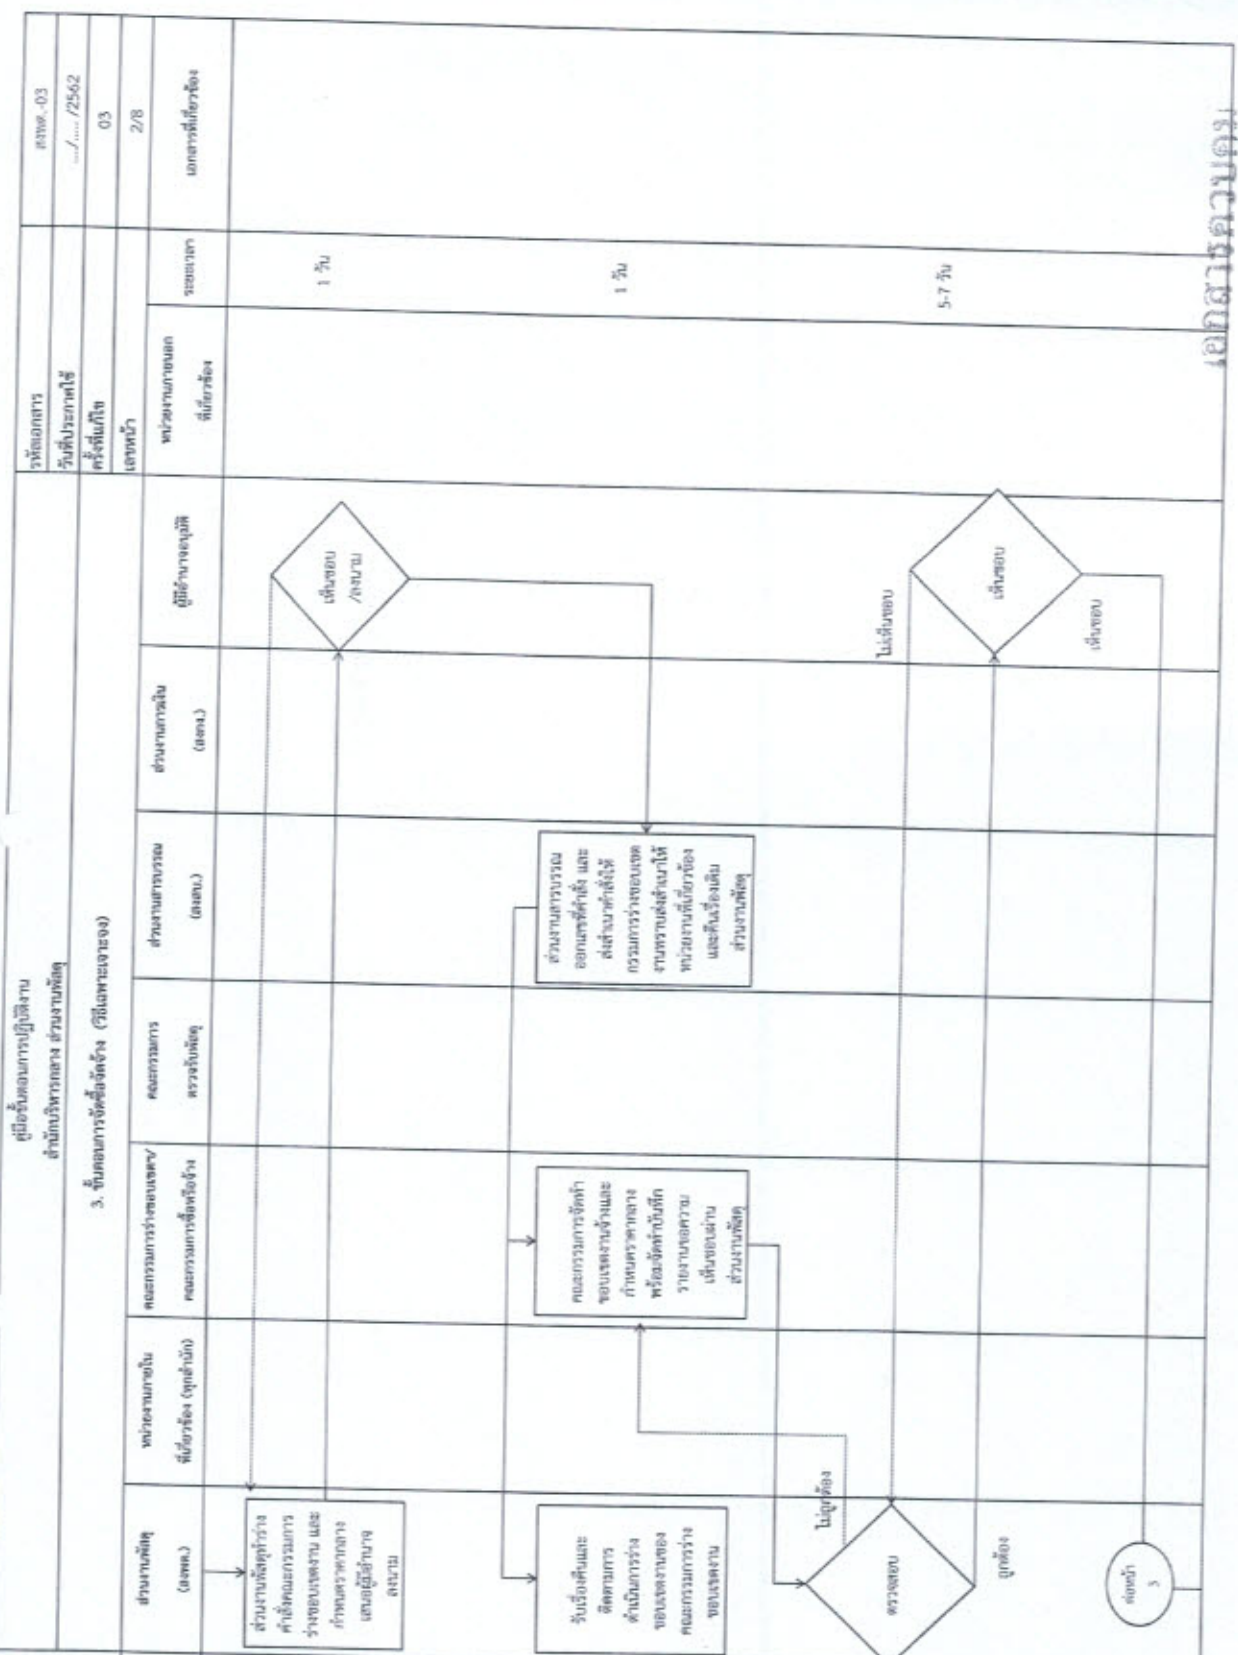 คู่มือขั้นตอนการปฏิบัติงาน
สำนักบริหารกลาง ส่วนงานพัสดุ
รหัสเอกสาร
สงพด.-03
วันที่ประกาศใช้
..../..... /2562
ครั้งที่แก้ไข
03
เลขหน้า
2/8
3. ขั้นตอนการจัดซื้อจัดจ้าง (วิธีเฉพาะเจาะจง)
ส่วนงานพัสดุ
หน่วยงานภายใน
ที่เกี่ยวข้อง (ทุกสำนัก)
คณะกรรมการร่างขอบเขตฯ/
คณะกรรมการซื้อหรือจ้าง
คณะกรรมการ
ตรวจรับพัสดุ
ส่วนงานสารบรรณ
ส่วนงานการเงิน
ผู้มีอำนาจอนุมัติ
หน่วยงานภายนอก
ที่เกี่ยวข้อง
ระยะเวลา
เอกสารที่เกี่ยวข้อง
ส่วนงานพัสดุทำร่าง
คำสั่งคณะกรรมการ
ร่างขอบเขตงาน และ
กำหนดราคากลาง
เสนอผู้มีอำนาจ
ลงนาม
เห็นชอบ
/ลงนาม
1 วัน
ส่วนงานสารบรรณ
ออกเลขที่คำสั่ง และ
ส่งสำเนาคำสั่งให้
กรรมการร่างขอบเขต
งานทราบส่งสำเนาให้
หน่วยงานที่เกี่ยวข้อง
และคืนเรื่องเดิม
ส่วนงานพัสดุ
1 วัน
คณะกรรมการจัดทำ
ขอบเขตงานจ้างและ
กำหนดราคากลาง
พร้อมจัดทำบันทึก
รายงานขอความ
เห็นชอบผ่าน
ส่วนงานพัสดุ
รับเรื่องคืนและ
ติดตามการ
ดำเนินการร่าง
ขอบเขตงานของ
คณะกรรมการร่าง
ขอบเขตงาน
ไม่ถูกต้อง
ตรวจสอบ
ถูกต้อง
ไม่เห็นชอบ
เห็นชอบ
เห็นชอบ
5-7 วัน
ต่อหน้า
3